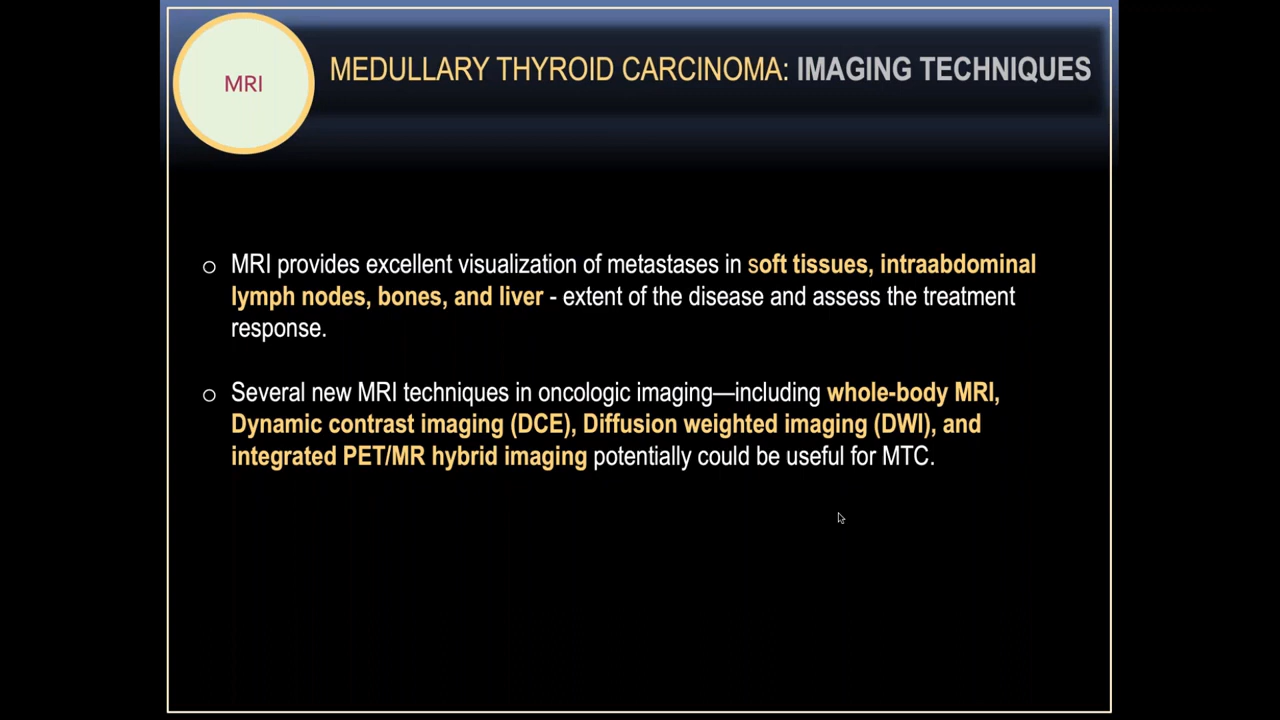 MRI
MEDULLARY THYROID CARCINOMA: IMAGING TECHNIQUES
o MRI provides excellent visualization of metastases in soft tissues, intraabdominal
lymph nodes, bones, and liver - extent of the disease and assess the treatment
response.
o Several new MRI techniques in oncologic imaging—including whole-body MRI,
Dynamic contrast imaging (DCE), Diffusion weighted imaging (DWI), and
integrated PET/MR hybrid imaging potentially could be useful for MTC.